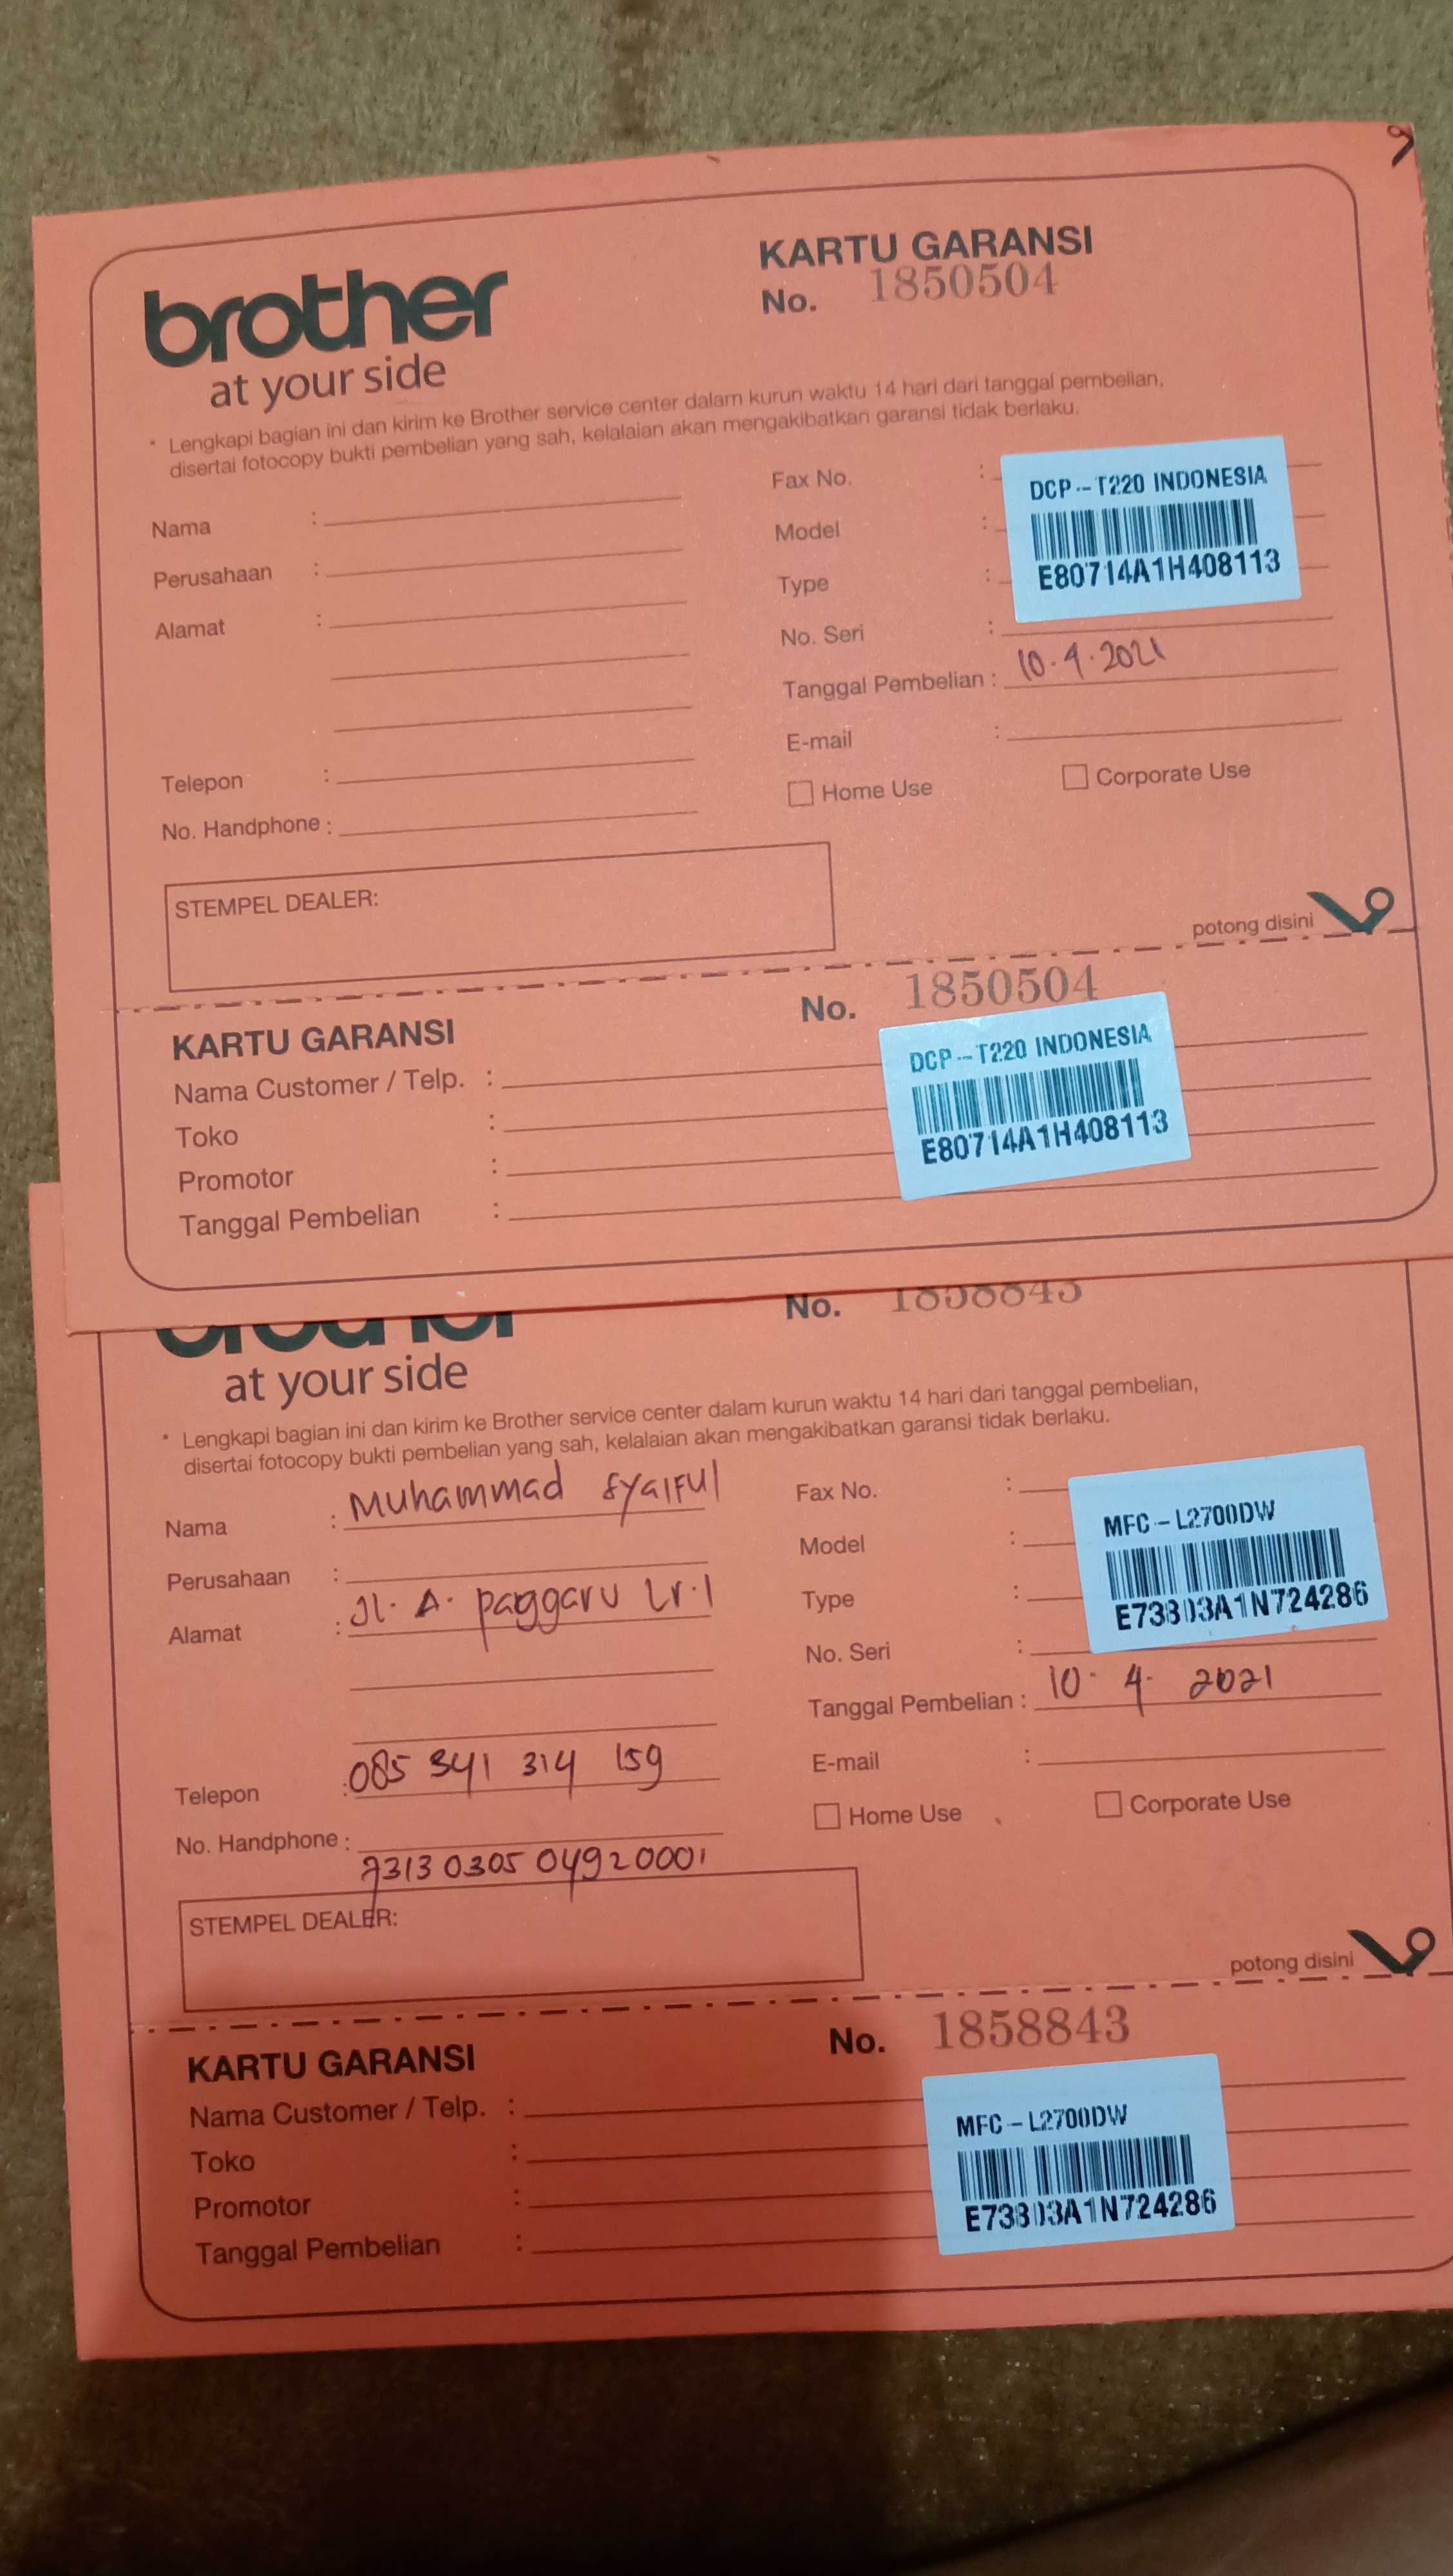 KARTU GARANSI
brother
No. 1850504
at your side
* Lengkapi bagian ini dan kirim ke Brother service center dalam kurun waktu 14 hari dari tanggal pembelian,
disertai fotocopy bukti pembelian yang sah, kelalaian akan mengakibatkan garansi tidak berlaku.
Nama :
Perusahaan :
Alamat :
Telepon :
No. Handphone :
Fax No. :
Model :
Type :
No. Seri :
DCP--T220 INDONESIA
E80714A1H408113
Tanggal Pembelian : 10.4.2021
E-mail :
Home Use
Corporate Use
STEMPEL DEALER:
potong disini
No. 1850504
KARTU GARANSI
Nama Customer / Telp. :
Toko :
Promotor :
Tanggal Pembelian :
DCP--T220 INDONESIA
E80714A1H408113
brother
No. 1858843
at your side
* Lengkapi bagian ini dan kirim ke Brother service center dalam kurun waktu 14 hari dari tanggal pembelian,
disertai fotocopy bukti pembelian yang sah, kelalaian akan mengakibatkan garansi tidak berlaku.
Nama : Muhammad Syaiful
Perusahaan :
Alamat : Jl. A. paggaru Lr.1
Telepon : 085 341 314 159
No. Handphone :
7313 0305 04920001
Fax No. :
Model :
Type :
No. Seri :
MFC-L2700DW
E73803A1N724286
Tanggal Pembelian : 10. 4. 2021
E-mail :
Home Use
Corporate Use
STEMPEL DEALER:
potong disini
No. 1858843
KARTU GARANSI
Nama Customer / Telp. :
Toko :
Promotor :
Tanggal Pembelian :
MFC-L2700DW
E73803A1N724286